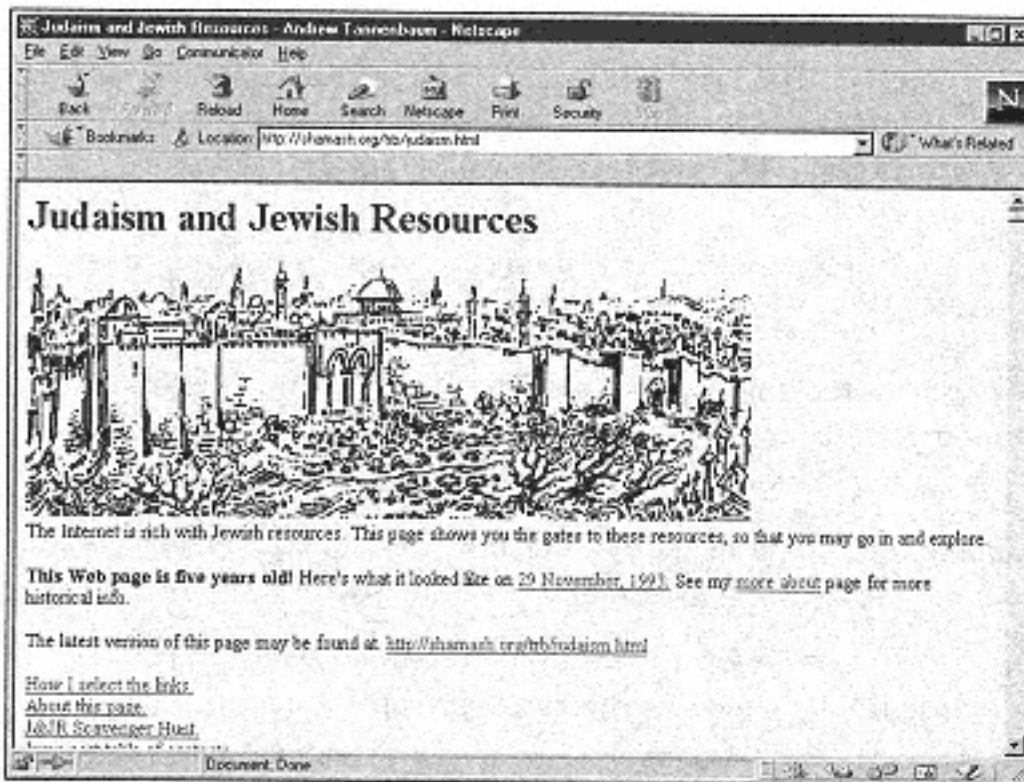 Judaism and Jewish Resources - Andrew Tannenbaum - Netscape
File Edit View Go Communicator Help
Back Reload Home Search Netscape Print Security
Bookmarks Location http://shamash.org/trb/judaism.html What's Related
Judaism and Jewish Resources
The Internet is rich with Jewish resources. This page shows you the gates to these resources, so that you may go in and explore.
This Web page is five years old! Here's what it looked like on 29 November, 1993. See my more about page for more
historical info.
The latest version of this page may be found at http://shamash.org/trb/judaism.html
How I select the links.
About this page.
J&JR Scavenger Hunt.
Document: Done